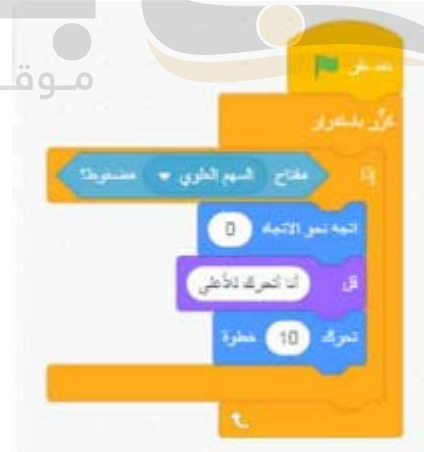 موقـ
عند نقر
كرِّر باستمرار
إذا مفتاح السهم العلوي مضغوط؟
اتجه نحو الاتجاه 0
قل أنا أتحرك للأعلى
تحرك 10 خطوة